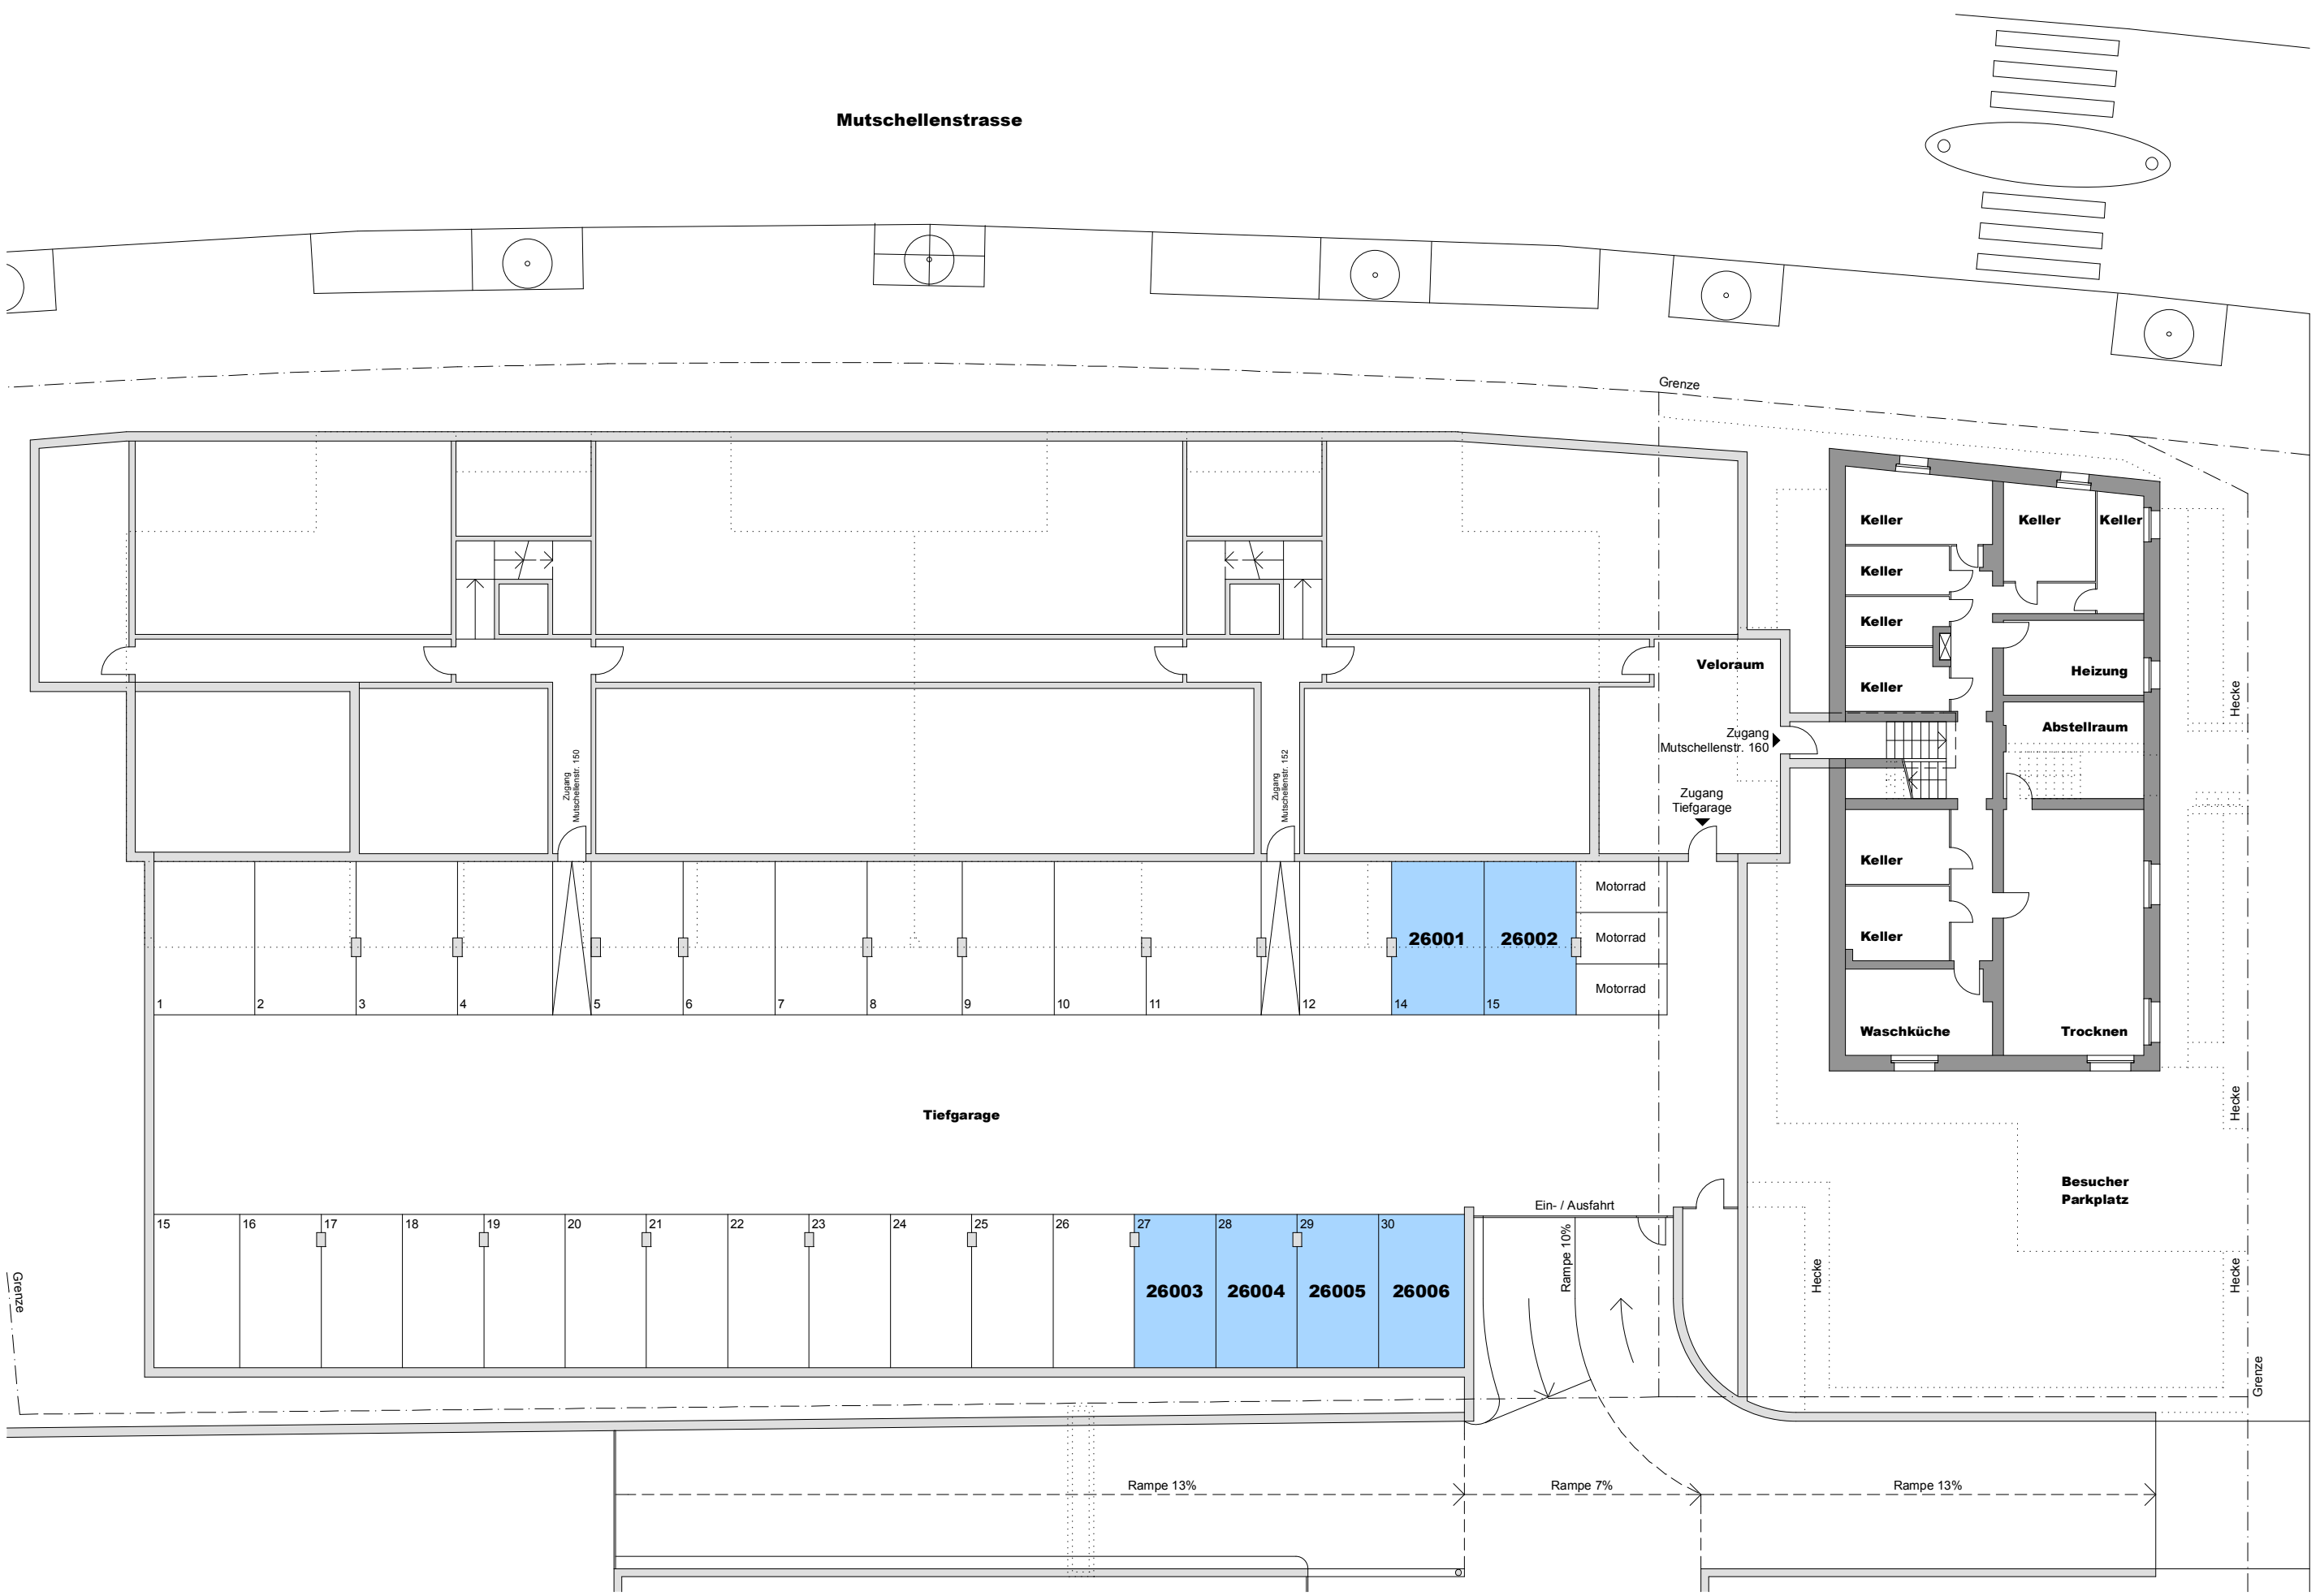 Mutschellenstrasse
Grenze
Keller
Keller
Keller
Keller
Keller
Keller
Veloraum
Heizung
Hecke
Abstellraum
Zugang
Mutschellenstr. 160
Zugang
Mutschellenstr. 150
Zugang
Mutschellenstr. 152
Zugang
Tiefgarage
Keller
Keller
Motorrad
Motorrad
Motorrad
26001
26002
1
2
3
4
5
6
7
8
9
10
11
12
14
15
Waschküche
Trocknen
Tiefgarage
Hecke
Besucher
Parkplatz
Ein- / Ausfahrt
15
16
17
18
19
20
21
22
23
24
25
26
27
28
29
30
Rampe 10%
Grenze
26003
26004
26005
26006
Hecke
Hecke
Grenze
Rampe 13%
Rampe 7%
Rampe 13%